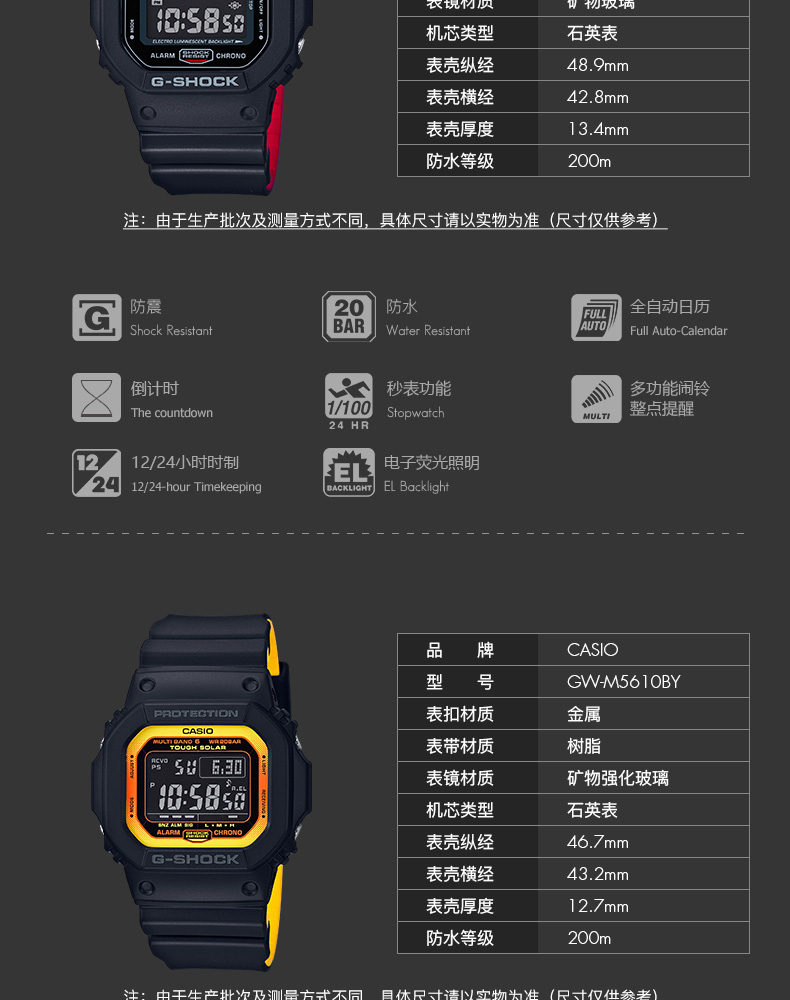 表镜材质 矿物玻璃
10:58 50
MODE
LIGHT
ELECTRO LUMINESCENT BACKLIGHT
ALARM SHOCK RESIST CHRONO
G-SHOCK
机芯类型 石英表
表壳纵经 48.9mm
表壳横经 42.8mm
表壳厚度 13.4mm
防水等级 200m
注：由于生产批次及测量方式不同，具体尺寸请以实物为准（尺寸仅供参考）
G 防震
Shock Resistant
20 BAR 防水
Water Resistant
FULL AUTO 全自动日历
Full Auto-Calendar
倒计时
The countdown
1/100
24 HR
秒表功能
Stopwatch
MULTI
多功能闹铃
整点提醒
12/24 12/24小时时制
12/24-hour Timekeeping
EL
BACKLIGHT
电子荧光照明
EL Backlight
PROTECTION
CASIO
MULTI BAND 6 WR20BAR
TOUGH SOLAR
ADJUST
LIGHT
RCVD
PS
SU 6:30
P
10:58 50
MODE
RECEIVING
SNZ ALM SIG L·M·H
ALARM SHOCK RESIST CHRONO
G-SHOCK
品 牌 CASIO
型 号 GW-M5610BY
表扣材质 金属
表带材质 树脂
表镜材质 矿物强化玻璃
机芯类型 石英表
表壳纵经 46.7mm
表壳横经 43.2mm
表壳厚度 12.7mm
防水等级 200m
注：由于生产批次及测量方式不同，具体尺寸请以实物为准（尺寸仅供参考）